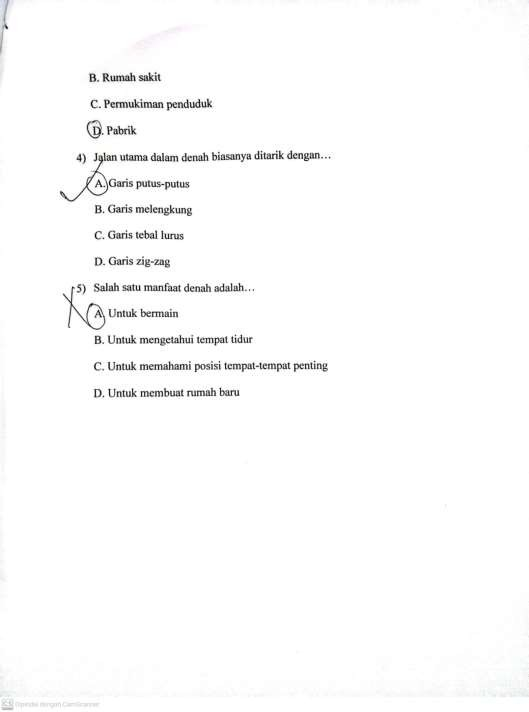 B. Rumah sakit
C. Permukiman penduduk
D. Pabrik
4) Jalan utama dalam denah biasanya ditarik dengan…
A. Garis putus-putus
B. Garis melengkung
C. Garis tebal lurus
D. Garis zig-zag
5) Salah satu manfaat denah adalah…
A. Untuk bermain
B. Untuk mengetahui tempat tidur
C. Untuk memahami posisi tempat-tempat penting
D. Untuk membuat rumah baru
CS Dipindai dengan CamScanner